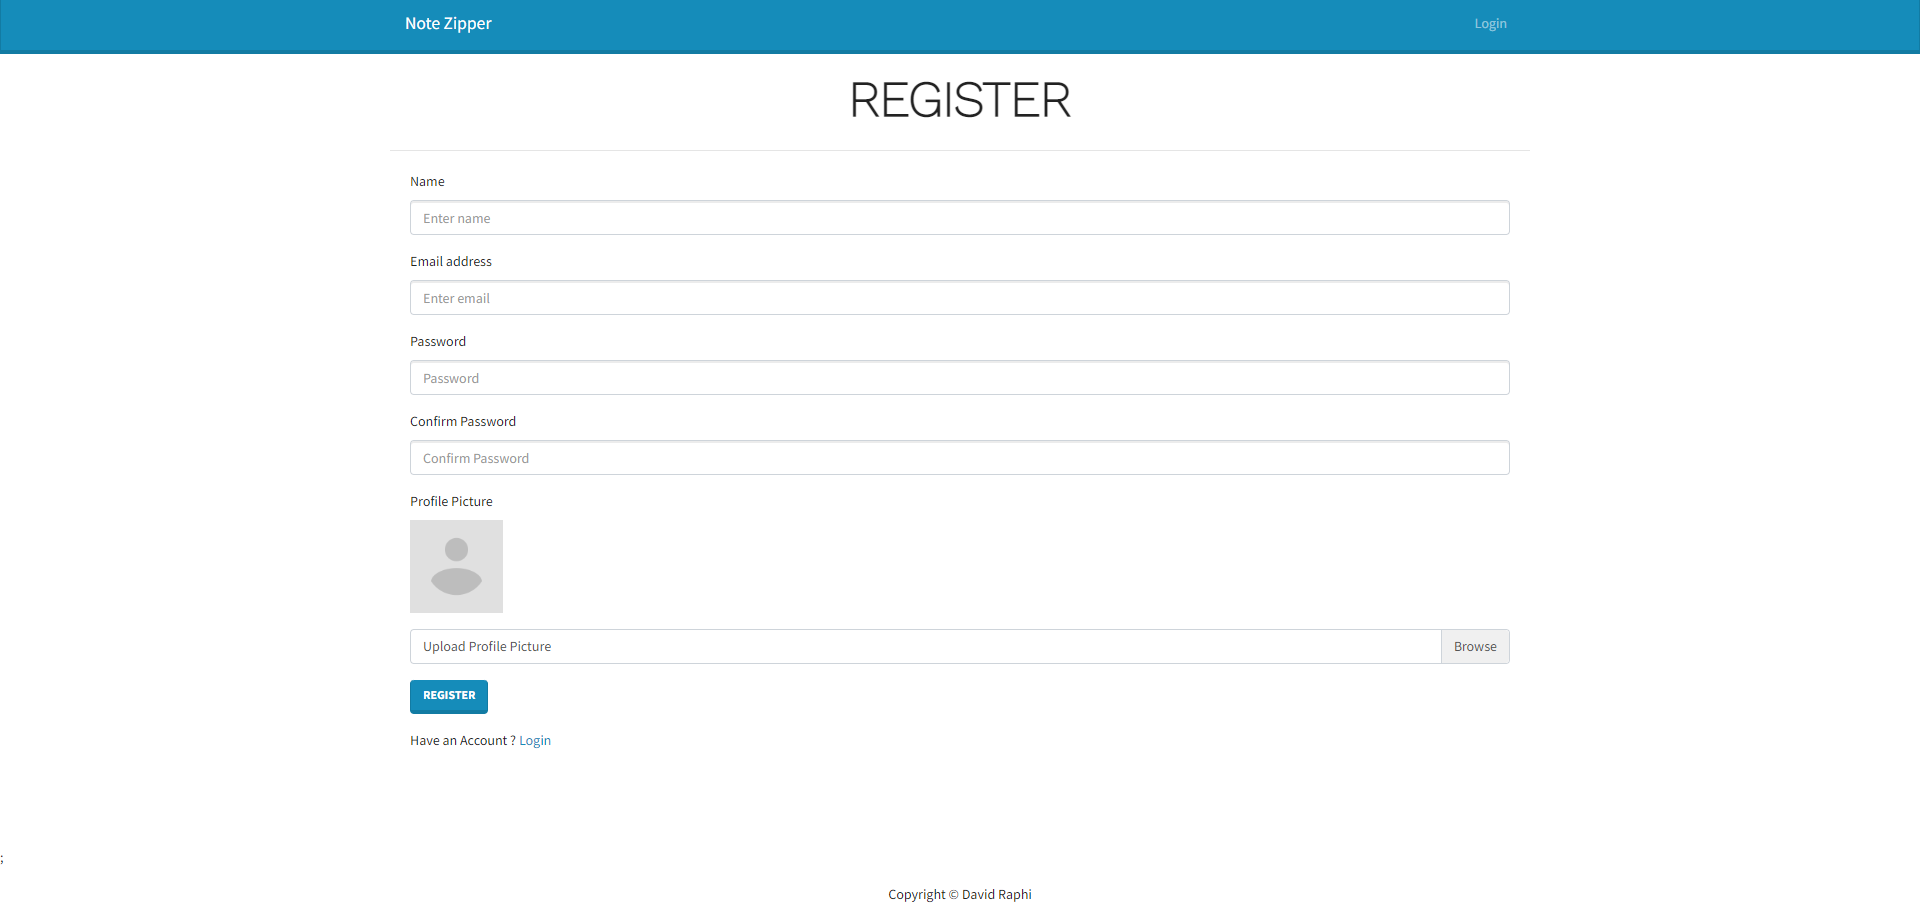 Note Zipper
Login
REGISTER
Name
Enter name
Email address
Enter email
Password
Password
Confirm Password
Confirm Password
Profile Picture
Upload Profile Picture
Browse
REGISTER
Have an Account ? Login
;
Copyright © David Raphi